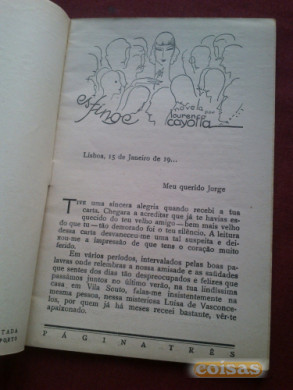 esfinge
novela por
lourenço
cayolla
Lisboa, 15 de Janeiro de 19...
Meu querido Jorge
TIVE uma sincera alegria quando recebi a tua
carta. Chegara a acreditar que já te havias es-
quecido do teu velho amigo—bem mais velho
do que tu—tão demorado foi o teu silêncio. A leitura
dessa carta desvaneceu-me uma tal suspeita e dei-
xou-me a impressão de que tens o coração muito
ferido.
Em vários períodos, intervalados pelas boas pa-
lavras onde relembras a nossa amisade e as saüdades
que sentes dos dias tão despreocupados e felizes que
passámos juntos no último verão, na tua lindíssima
casa em Vila Souto, falas-me insistentemente na
mesma pessoa, nessa misteriosa Luísa de Vasconce-
los, por quem já há meses receei bastante, vêr-te
apaixonado.
PÁGINA TRÊS
TADA
PORTO
coisas